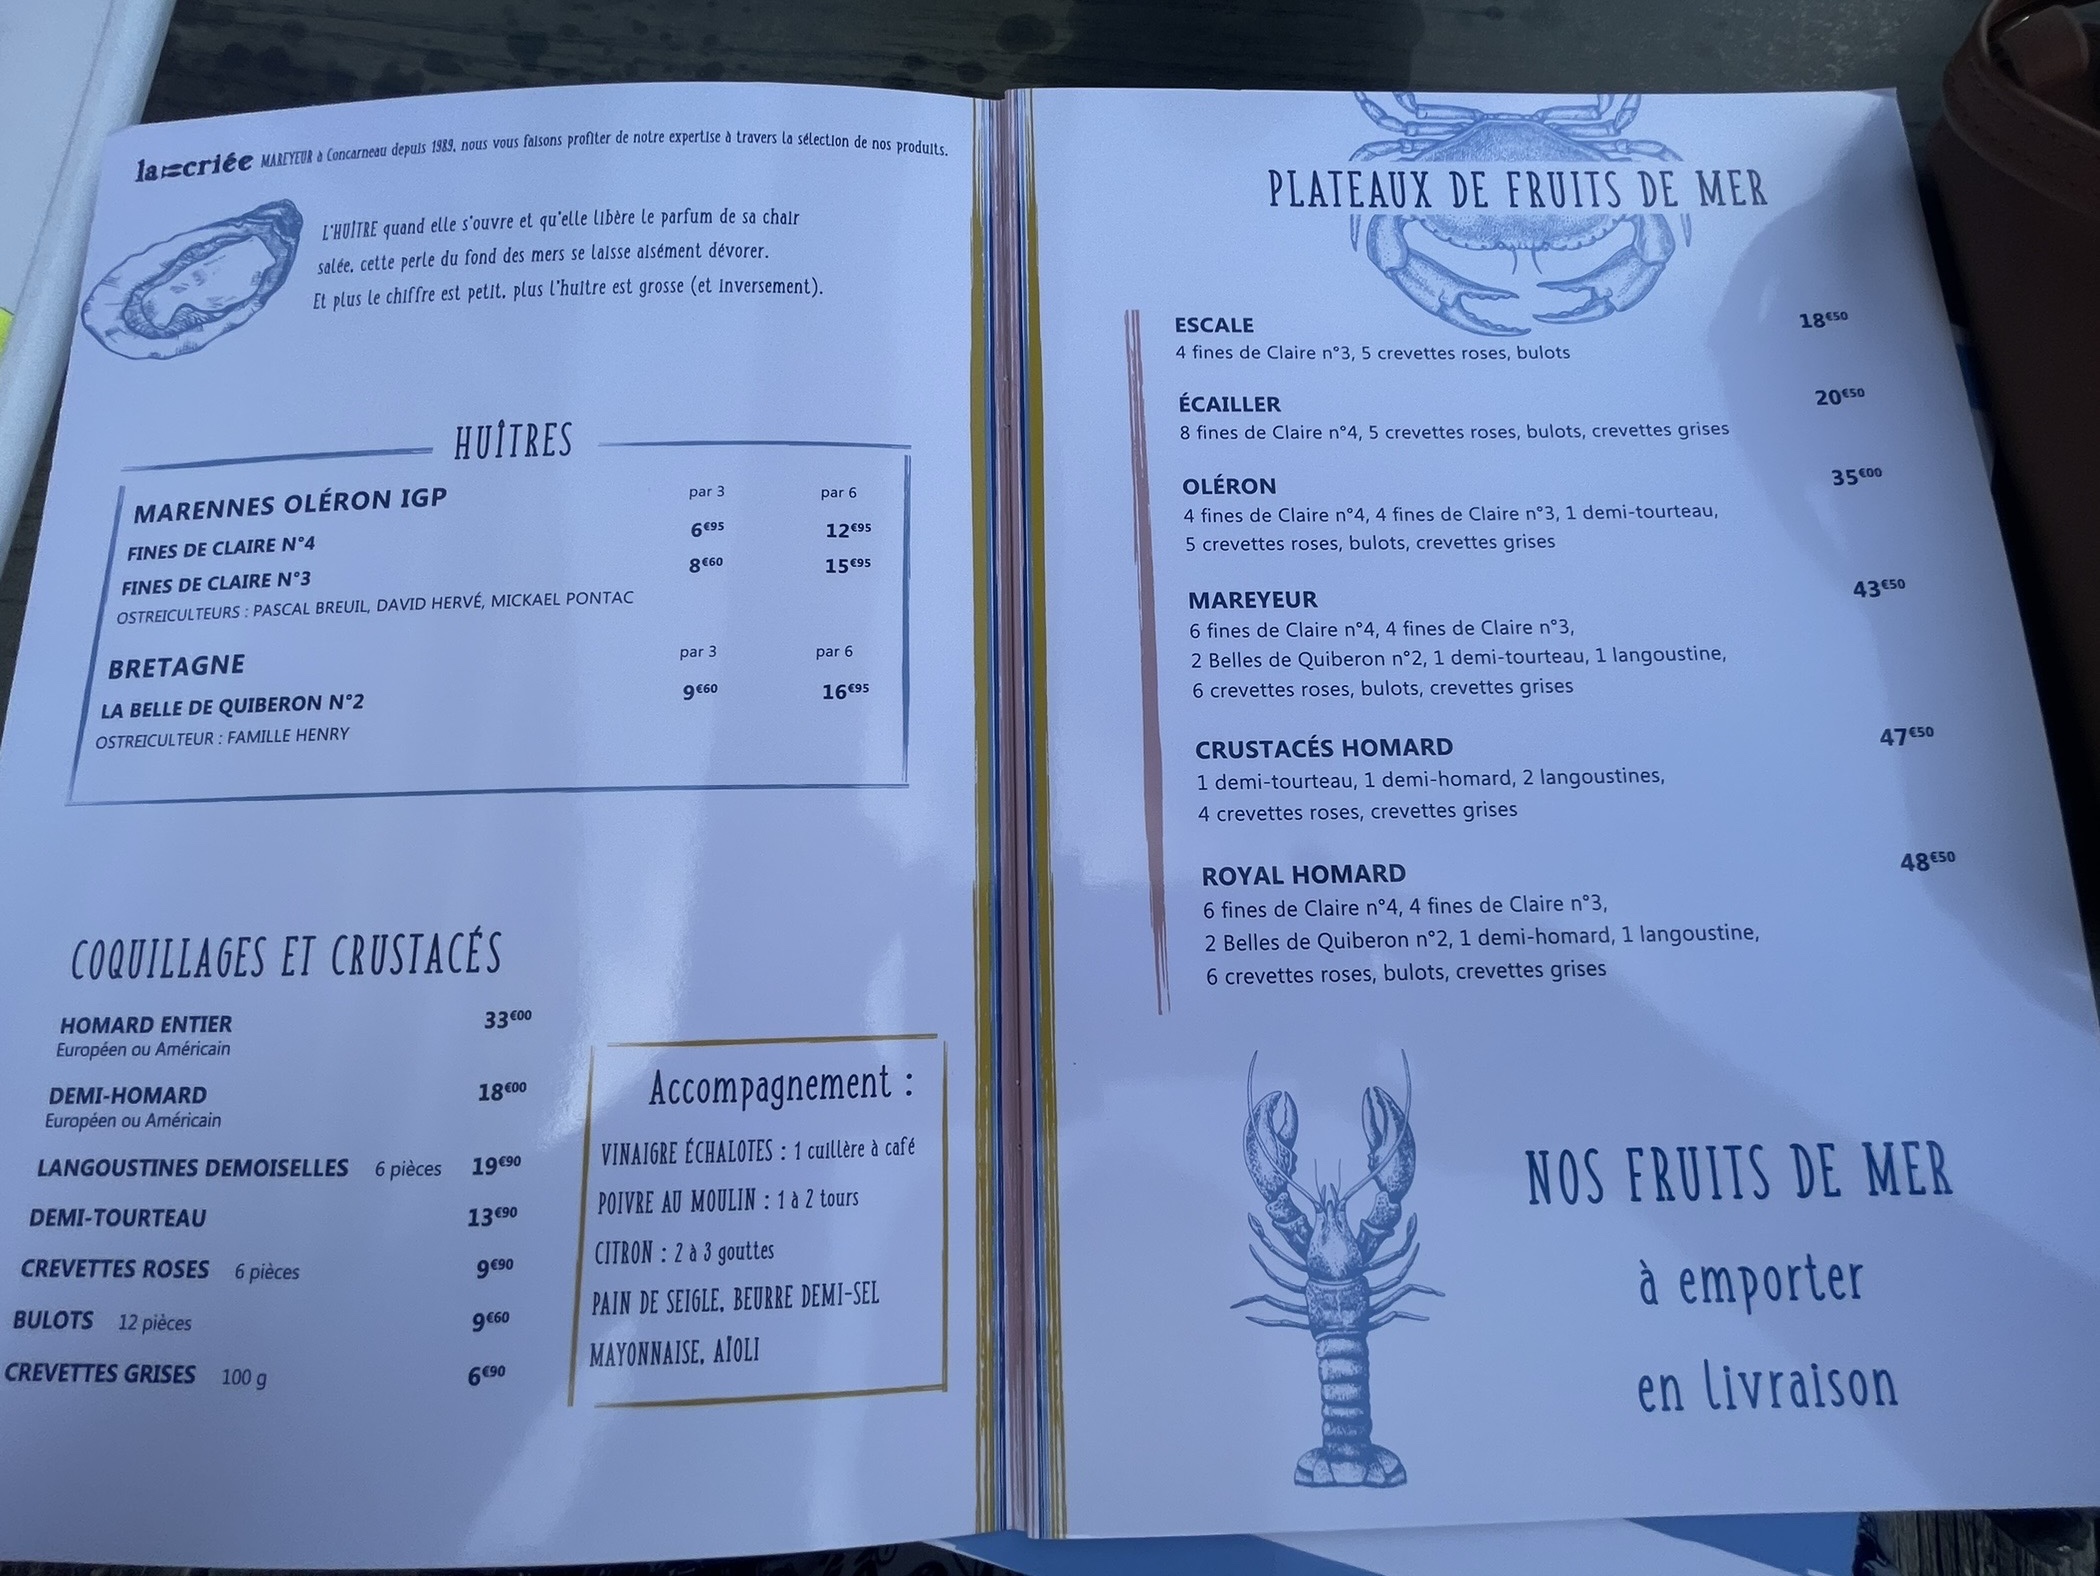 la criée MAREYEUR à Concarneau depuis 1989, nous vous faisons profiter de notre expertise à travers la sélection de nos produits.
L'HUÎTRE quand elle s'ouvre et qu'elle libère le parfum de sa chair
salée, cette perle du fond des mers se laisse aisément dévorer.
Et plus le chiffre est petit, plus l'huître est grosse (et inversement).
HUÎTRES
MARENNES OLÉRON IGP par 3 par 6
FINES DE CLAIRE N°4 6€95 12€95
FINES DE CLAIRE N°3 8€60 15€95
OSTREICULTEURS : PASCAL BREUIL, DAVID HERVÉ, MICKAEL PONTAC
BRETAGNE par 3 par 6
LA BELLE DE QUIBERON N°2 9€60 16€95
OSTREICULTEUR : FAMILLE HENRY
COQUILLAGES ET CRUSTACÉS
HOMARD ENTIER 33€00
Européen ou Américain
DEMI-HOMARD 18€00
Européen ou Américain
LANGOUSTINES DEMOISELLES 6 pièces 19€90
DEMI-TOURTEAU 13€90
CREVETTES ROSES 6 pièces 9€90
BULOTS 12 pièces 9€60
CREVETTES GRISES 100 g 6€90
Accompagnement :
VINAIGRE ÉCHALOTES : 1 cuillère à café
POIVRE AU MOULIN : 1 à 2 tours
CITRON : 2 à 3 gouttes
PAIN DE SEIGLE, BEURRE DEMI-SEL
MAYONNAISE, AÏOLI
PLATEAUX DE FRUITS DE MER
ESCALE 18€50
4 fines de Claire n°3, 5 crevettes roses, bulots
ÉCAILLER 20€50
8 fines de Claire n°4, 5 crevettes roses, bulots, crevettes grises
OLÉRON 35€00
4 fines de Claire n°4, 4 fines de Claire n°3, 1 demi-tourteau,
5 crevettes roses, bulots, crevettes grises
MAREYEUR 43€50
6 fines de Claire n°4, 4 fines de Claire n°3,
2 Belles de Quiberon n°2, 1 demi-tourteau, 1 langoustine,
6 crevettes roses, bulots, crevettes grises
CRUSTACÉS HOMARD 47€50
1 demi-tourteau, 1 demi-homard, 2 langoustines,
4 crevettes roses, crevettes grises
ROYAL HOMARD 48€50
6 fines de Claire n°4, 4 fines de Claire n°3,
2 Belles de Quiberon n°2, 1 demi-homard, 1 langoustine,
6 crevettes roses, bulots, crevettes grises
NOS FRUITS DE MER
à emporter
en livraison